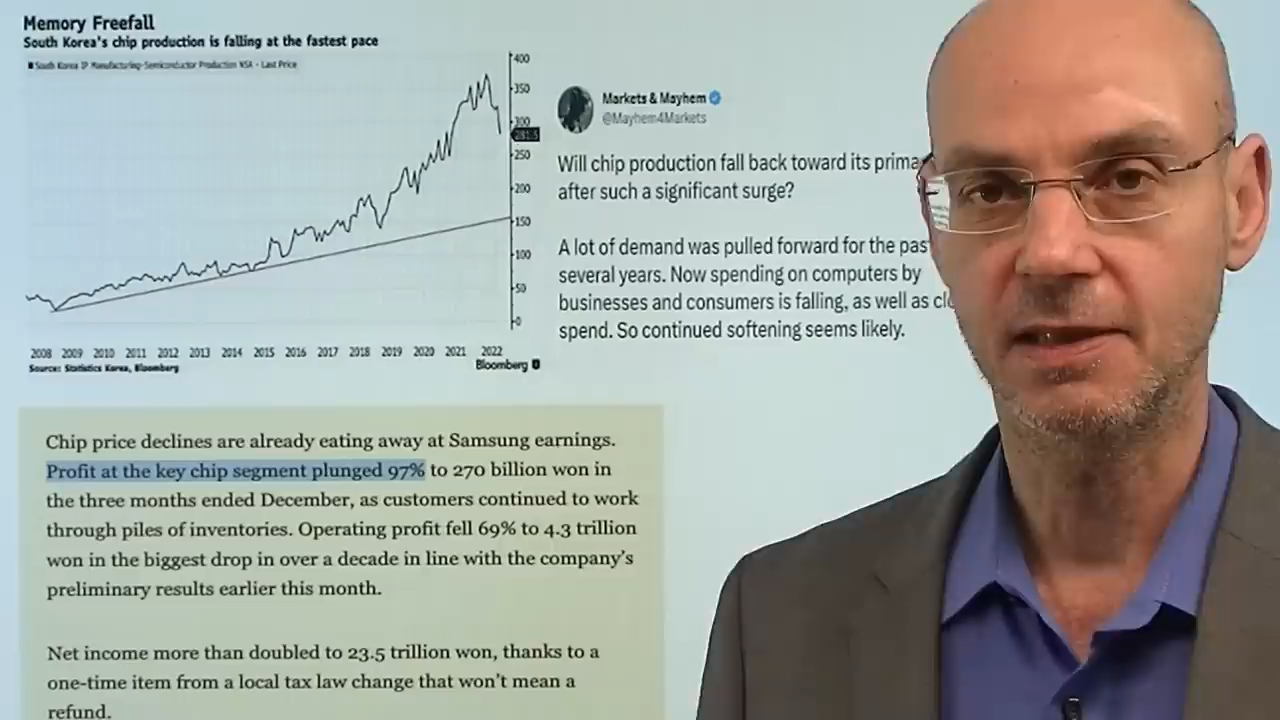 Memory Freefall
South Korea's chip production is falling at the fastest pace
South Korea IP Manufacturing-Semiconductor Production NSA - Last Price
400
350
300
281.5
250
200
150
100
50
0
2008 2009 2010 2011 2012 2013 2014 2015 2016 2017 2018 2019 2020 2021 2022
Source: Statistics Korea, Bloomberg
Bloomberg
Markets & Mayhem
@Mayhem4Markets
Will chip production fall back toward its prima
after such a significant surge?
A lot of demand was pulled forward for the pas
several years. Now spending on computers by
businesses and consumers is falling, as well as clo
spend. So continued softening seems likely.
Chip price declines are already eating away at Samsung earnings.
Profit at the key chip segment plunged 97% to 270 billion won in
the three months ended December, as customers continued to work
through piles of inventories. Operating profit fell 69% to 4.3 trillion
won in the biggest drop in over a decade in line with the company's
preliminary results earlier this month.
Net income more than doubled to 23.5 trillion won, thanks to a
one-time item from a local tax law change that won't mean a
refund.